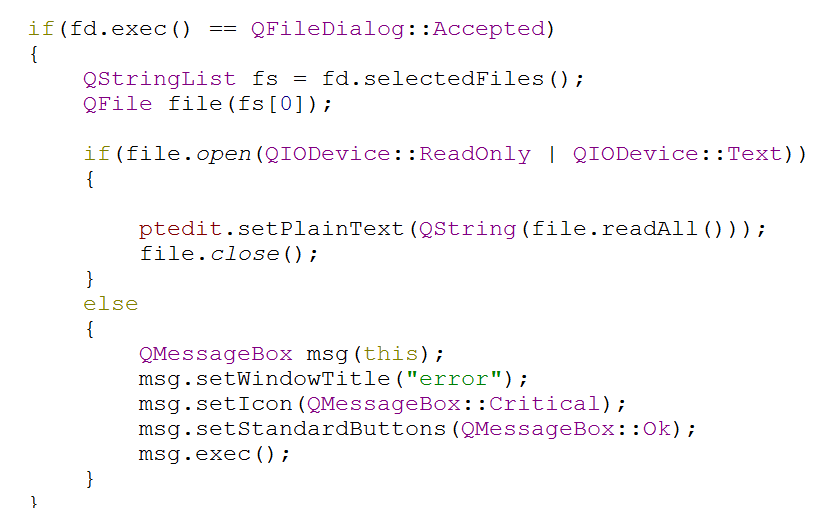 if(fd.exec() == QFileDialog::Accepted)
{
    QStringList fs = fd.selectedFiles();
    QFile file(fs[0]);

    if(file.open(QIODevice::ReadOnly | QIODevice::Text))
    {

        ptedit.setPlainText(QString(file.readAll()));
        file.close();
    }
    else
    {
        QMessageBox msg(this);
        msg.setWindowTitle("error");
        msg.setIcon(QMessageBox::Critical);
        msg.setStandardButtons(QMessageBox::Ok);
        msg.exec();
    }
}